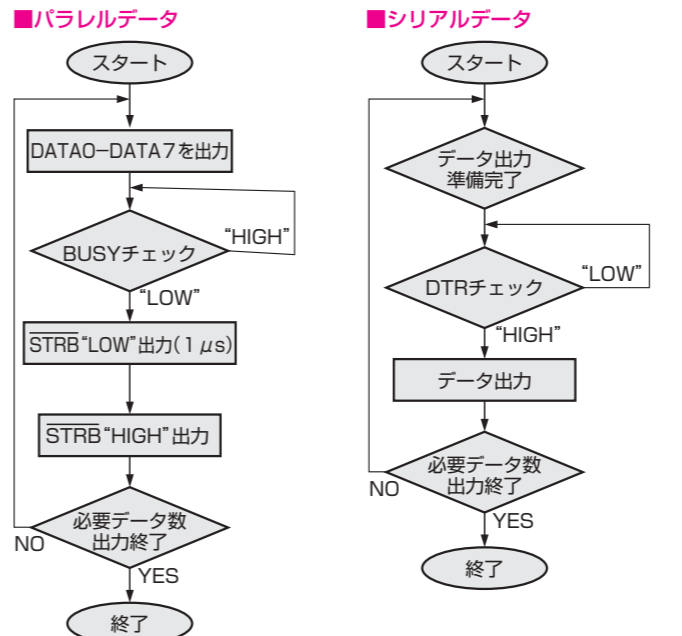 ■パラレルデータ
スタート
DATA0−DATA7を出力
BUSYチェック
“HIGH”
“LOW”
STRB“LOW”出力(1μs)
STRB“HIGH”出力
必要データ数
出力終了
NO
YES
終了
■シリアルデータ
スタート
データ出力
準備完了
DTRチェック
“LOW”
“HIGH”
データ出力
必要データ数
出力終了
NO
YES
終了